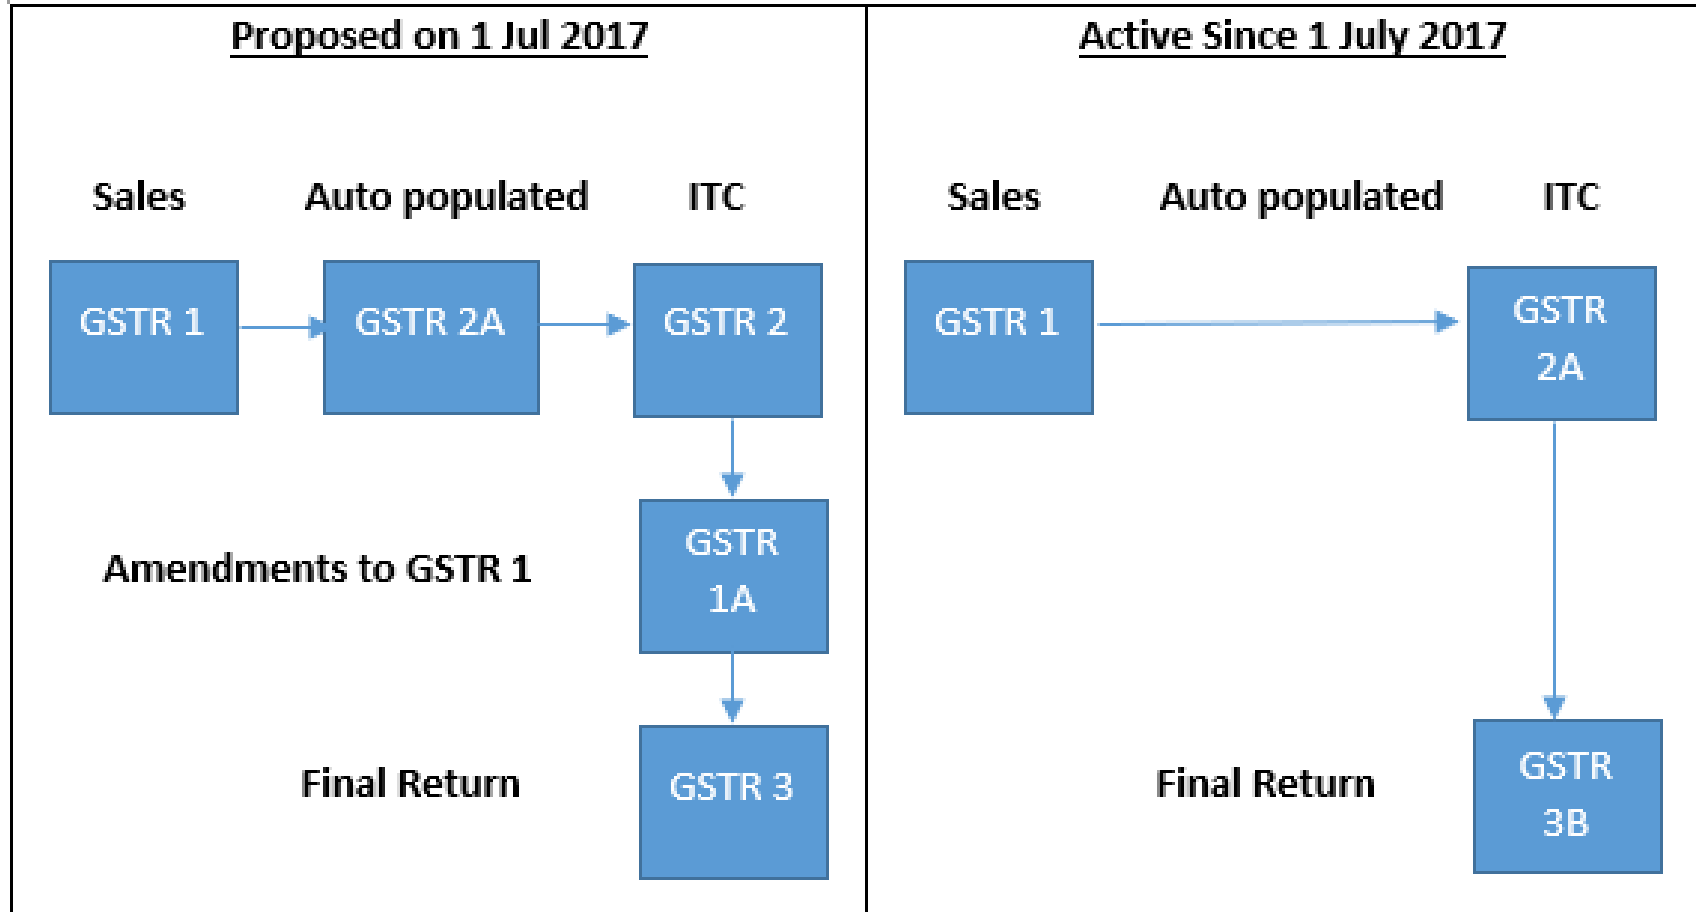 Proposed on 1 Jul 2017
Sales Auto populated ITC
GSTR 1 GSTR 2A GSTR 2
Amendments to GSTR 1
GSTR
1A
Final Return
GSTR 3
Active Since 1 July 2017
Sales Auto populated ITC
GSTR 1
GSTR
2A
Final Return
GSTR
3B